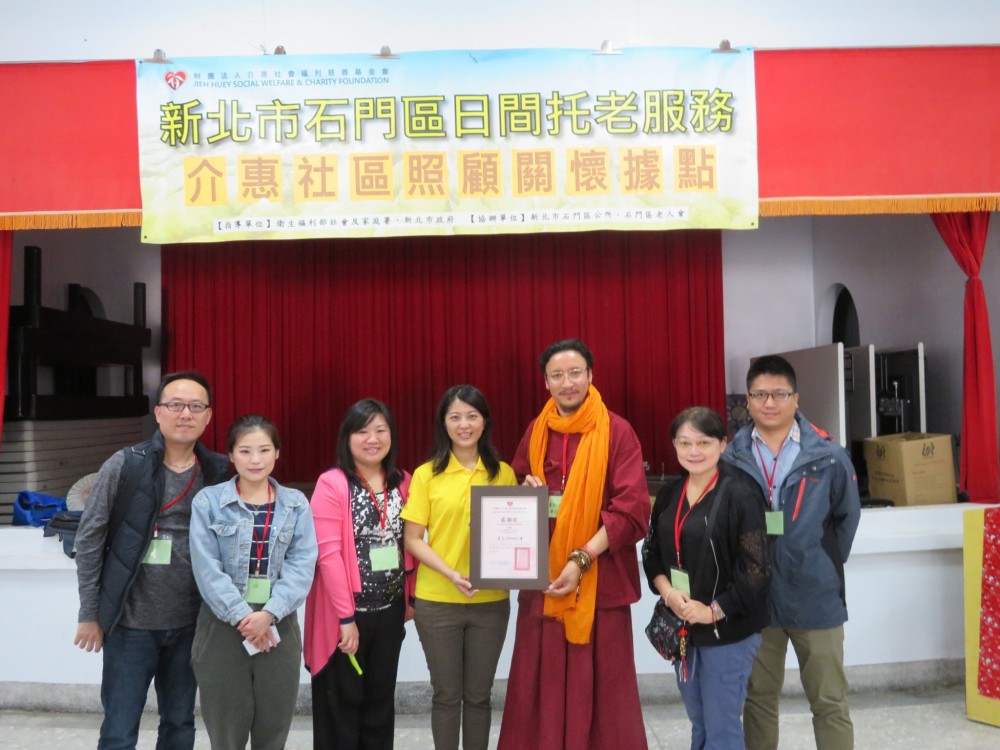 財團法人介惠社會福利慈善基金會
JIEH HUEY SOCIAL WELFARE & CHARITY FOUNDATION
新北市石門區日間托老服務
介惠社區照顧關懷據點
【指導單位】衛生福利部社會及家庭署、新北市政府 【協辦單位】新北市石門區公所、石門區老人會
感謝狀